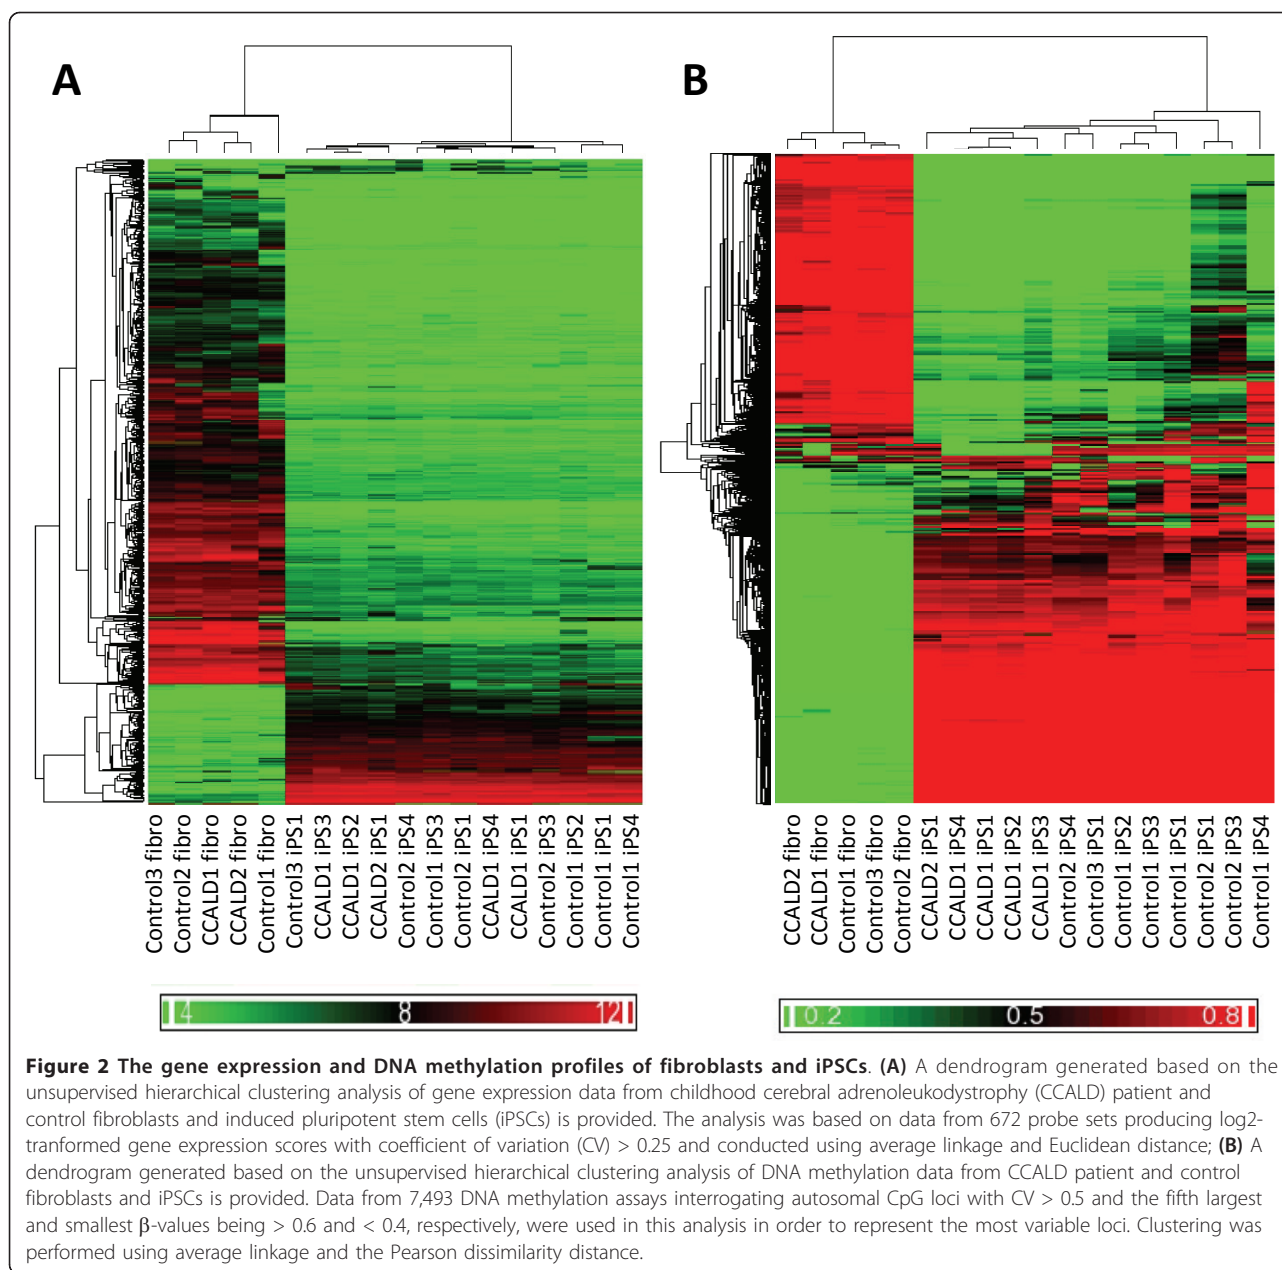 A
B
Control3 fibro
Control2 fibro
CCALD1 fibro
CCALD2 fibro
Control1 fibro
Control3 iPS1
CCALD1 iPS3
CCALD1 iPS2
CCALD2 iPS1
Control2 iPS4
Control1 iPS3
Control2 iPS1
CCALD1 iPS4
CCALD1 iPS1
Control2 iPS3
Control1 iPS2
Control1 iPS1
Control1 iPS4
CCALD2 fibro
CCALD1 fibro
Control1 fibro
Control3 fibro
Control2 fibro
CCALD2 iPS1
CCALD1 iPS4
CCALD1 iPS1
CCALD1 iPS2
CCALD1 iPS3
Control2 iPS4
Control3 iPS1
Control1 iPS2
Control1 iPS3
Control1 iPS1
Control2 iPS1
Control2 iPS3
Control1 iPS4
4 8 12
0.2 0.5 0.8
Figure 2 The gene expression and DNA methylation profiles of fibroblasts and iPSCs. (A) A dendrogram generated based on the
unsupervised hierarchical clustering analysis of gene expression data from childhood cerebral adrenoleukodystrophy (CCALD) patient and
control fibroblasts and induced pluripotent stem cells (iPSCs) is provided. The analysis was based on data from 672 probe sets producing log2-
tranformed gene expression scores with coefficient of variation (CV) > 0.25 and conducted using average linkage and Euclidean distance; (B) A
dendrogram generated based on the unsupervised hierarchical clustering analysis of DNA methylation data from CCALD patient and control
fibroblasts and iPSCs is provided. Data from 7,493 DNA methylation assays interrogating autosomal CpG loci with CV > 0.5 and the fifth largest
and smallest β-values being > 0.6 and < 0.4, respectively, were used in this analysis in order to represent the most variable loci. Clustering was
performed using average linkage and the Pearson dissimilarity distance.